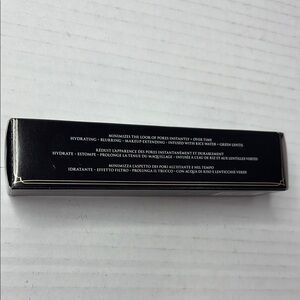 MINIMIZES THE LOOK OF PORES INSTANTLY + OVER TIME
HYDRATING - BLURRING - MAKEUP-EXTENDING - INFUSED WITH RICE WATER + GREEN LENTIL
RÉDUIT L'APPARENCE DES PORES INSTANTANÉMENT ET DURABLEMENT
HYDRATE - ESTOMPE - PROLONGE LA TENUE DU MAQUILLAGE - INFUSÉE À L'EAU DE RIZ ET AUX LENTILLES VERTES
MINIMIZZA L'ASPETTO DEI PORI ALL'ISTANTE E NEL TEMPO
IDRATANTE - EFFETTO FILTRO - PROLUNGA IL TRUCCO - CON ACQUA DI RISO E LENTICCHIE VERDI